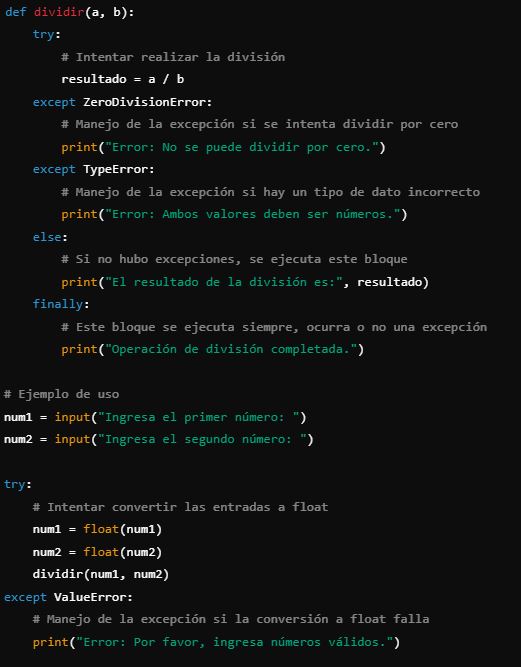 def dividir(a, b):
    try:
        # Intentar realizar la división
        resultado = a / b
    except ZeroDivisionError:
        # Manejo de la excepción si se intenta dividir por cero
        print("Error: No se puede dividir por cero.")
    except TypeError:
        # Manejo de la excepción si hay un tipo de dato incorrecto
        print("Error: Ambos valores deben ser números.")
    else:
        # Si no hubo excepciones, se ejecuta este bloque
        print("El resultado de la división es:", resultado)
    finally:
        # Este bloque se ejecuta siempre, ocurra o no una excepción
        print("Operación de división completada.")

# Ejemplo de uso
num1 = input("Ingresa el primer número: ")
num2 = input("Ingresa el segundo número: ")

try:
    # Intentar convertir las entradas a float
    num1 = float(num1)
    num2 = float(num2)
    dividir(num1, num2)
except ValueError:
    # Manejo de la excepción si la conversión a float falla
    print("Error: Por favor, ingresa números válidos.")